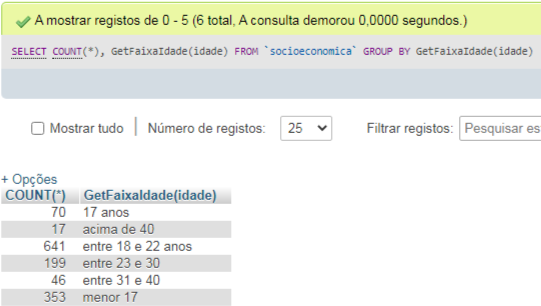 A mostrar registos de 0 - 5 (6 total, A consulta demorou 0,0000 segundos.)
SELECT COUNT(*), GetFaixaIdade(idade) FROM `socioeconomica` GROUP BY GetFaixaIdade(idade)
Mostrar tudo | Número de registos: 25 Filtrar registos: Pesquisar es
+ Opções
COUNT(*) GetFaixaIdade(idade)
70 17 anos
17 acima de 40
641 entre 18 e 22 anos
199 entre 23 e 30
46 entre 31 e 40
353 menor 17